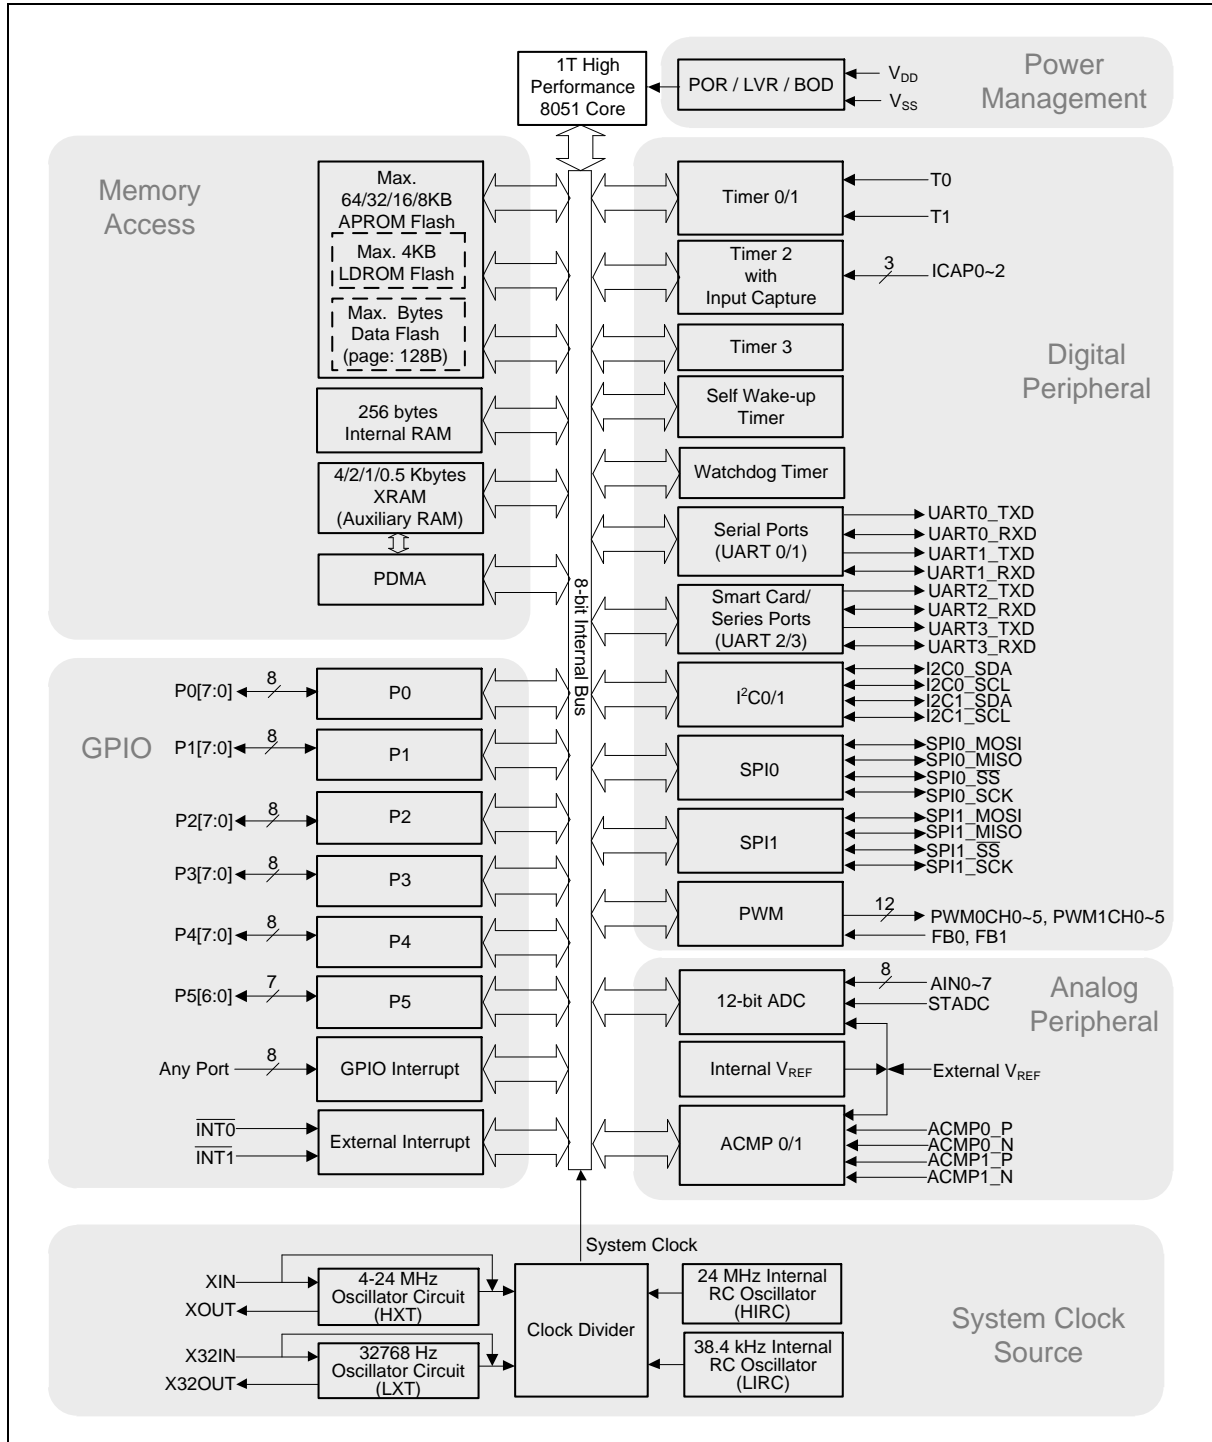 1T High
Performance
8051 Core
POR / LVR / BOD
VDD
VSS
Power
Management
Memory
Access
Max.
64/32/16/8KB
APROM Flash
Max. 4KB
LDROM Flash
Max. Bytes
Data Flash
(page: 128B)
256 bytes
Internal RAM
4/2/1/0.5 Kbytes
XRAM
(Auxiliary RAM)
PDMA
8-bit Internal Bus
Timer 0/1
T0
T1
Timer 2
with
Input Capture
3
ICAP0~2
Timer 3
Self Wake-up
Timer
Watchdog Timer
Digital
Peripheral
Serial Ports
(UART 0/1)
UART0_TXD
UART0_RXD
UART1_TXD
UART1_RXD
Smart Card/
Series Ports
(UART 2/3)
UART2_TXD
UART2_RXD
UART3_TXD
UART3_RXD
I²C0/1
I2C0_SDA
I2C0_SCL
I2C1_SDA
I2C1_SCL
SPI0
SPI0_MOSI
SPI0_MISO
SPI0_S̅S̅
SPI0_SCK
SPI1
SPI1_MOSI
SPI1_MISO
SPI1_S̅S̅
SPI1_SCK
PWM
12
PWM0CH0~5, PWM1CH0~5
FB0, FB1
GPIO
P0[7:0]
8
P0
P1[7:0]
8
P1
P2[7:0]
8
P2
P3[7:0]
8
P3
P4[7:0]
8
P4
P5[6:0]
7
P5
Any Port
8
GPIO Interrupt
I̅N̅T̅0̅
I̅N̅T̅1̅
External Interrupt
12-bit ADC
8
AIN0~7
STADC
Analog
Peripheral
Internal VREF
External VREF
ACMP 0/1
ACMP0_P
ACMP0_N
ACMP1_P
ACMP1_N
System Clock
XIN
XOUT
4-24 MHz
Oscillator Circuit
(HXT)
X32IN
X32OUT
32768 Hz
Oscillator Circuit
(LXT)
Clock Divider
24 MHz Internal
RC Oscillator
(HIRC)
38.4 kHz Internal
RC Oscillator
(LIRC)
System Clock
Source